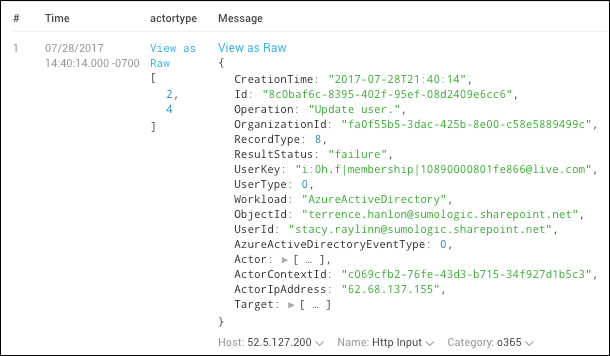 # Time actortype Message
1 07/28/2017 View as View as Raw
14:40:14.000 -0700 Raw {
[ CreationTime: "2017-07-28T21:40:14",
2, Id: "8c0baf6c-8395-402f-95ef-08d2409e6cc6",
4 Operation: "Update user.",
] OrganizationId: "fa0f55b5-3dac-425b-8e00-c58e5889499c",
RecordType: 8,
ResultStatus: "failure",
UserKey: "i:0h.f|membership|10890000801fe866@live.com",
UserType: 0,
Workload: "AzureActiveDirectory",
ObjectId: "terrence.hanlon@sumologic.sharepoint.net",
UserId: "stacy.raylinn@sumologic.sharepoint.net",
AzureActiveDirectoryEventType: 0,
Actor: ▶[ … ],
ActorContextId: "c069cfb2-76fe-43d3-b715-34f927d1b5c3",
ActorIpAddress: "62.68.137.155",
Target: ▶[ … ]
}
Host: 52.5.127.200 Name: Http Input Category: o365